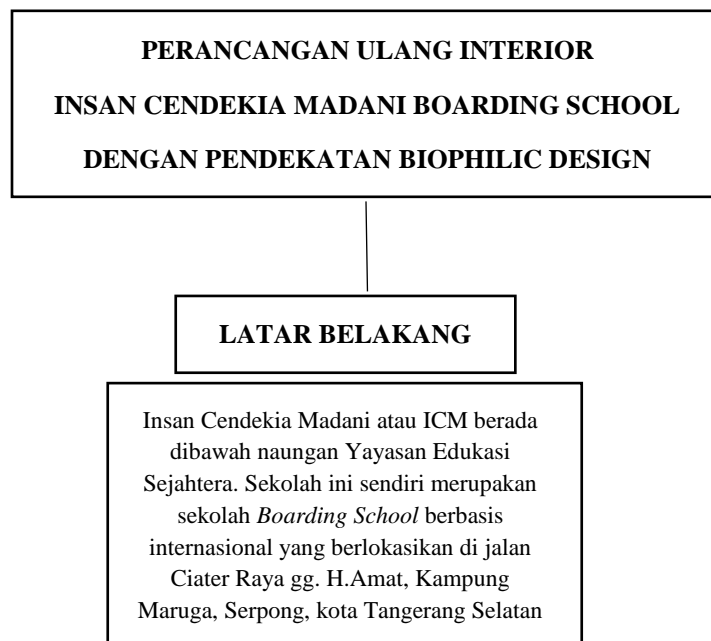 PERANCANGAN ULANG INTERIOR
INSAN CENDEKIA MADANI BOARDING SCHOOL
DENGAN PENDEKATAN BIOPHILIC DESIGN
LATAR BELAKANG
Insan Cendekia Madani atau ICM berada
dibawah naungan Yayasan Edukasi
Sejahtera. Sekolah ini sendiri merupakan
sekolah Boarding School berbasis
internasional yang berlokasikan di jalan
Ciater Raya gg. H.Amat, Kampung
Maruga, Serpong, kota Tangerang Selatan